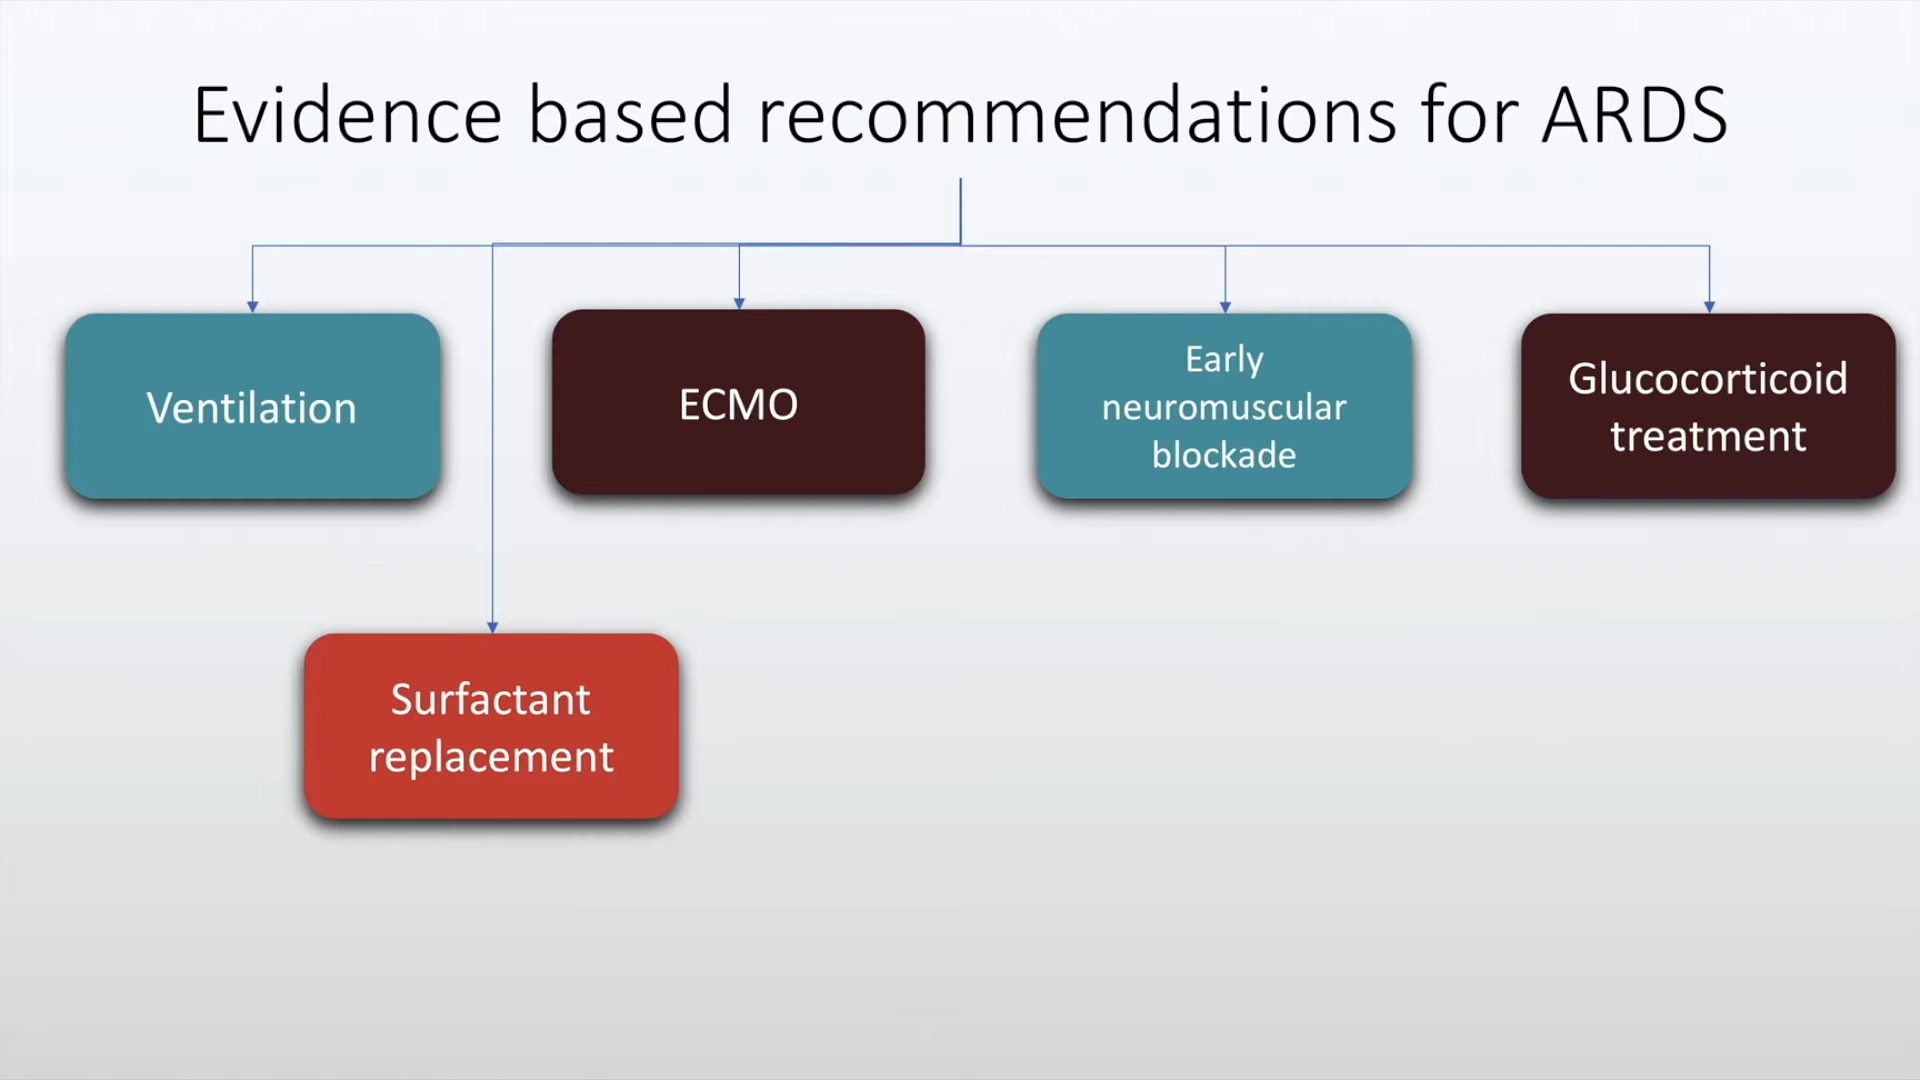 Evidence based recommendations for ARDS
Ventilation
ECMO
Early
neuromuscular
blockade
Glucocorticoid
treatment
Surfactant
replacement